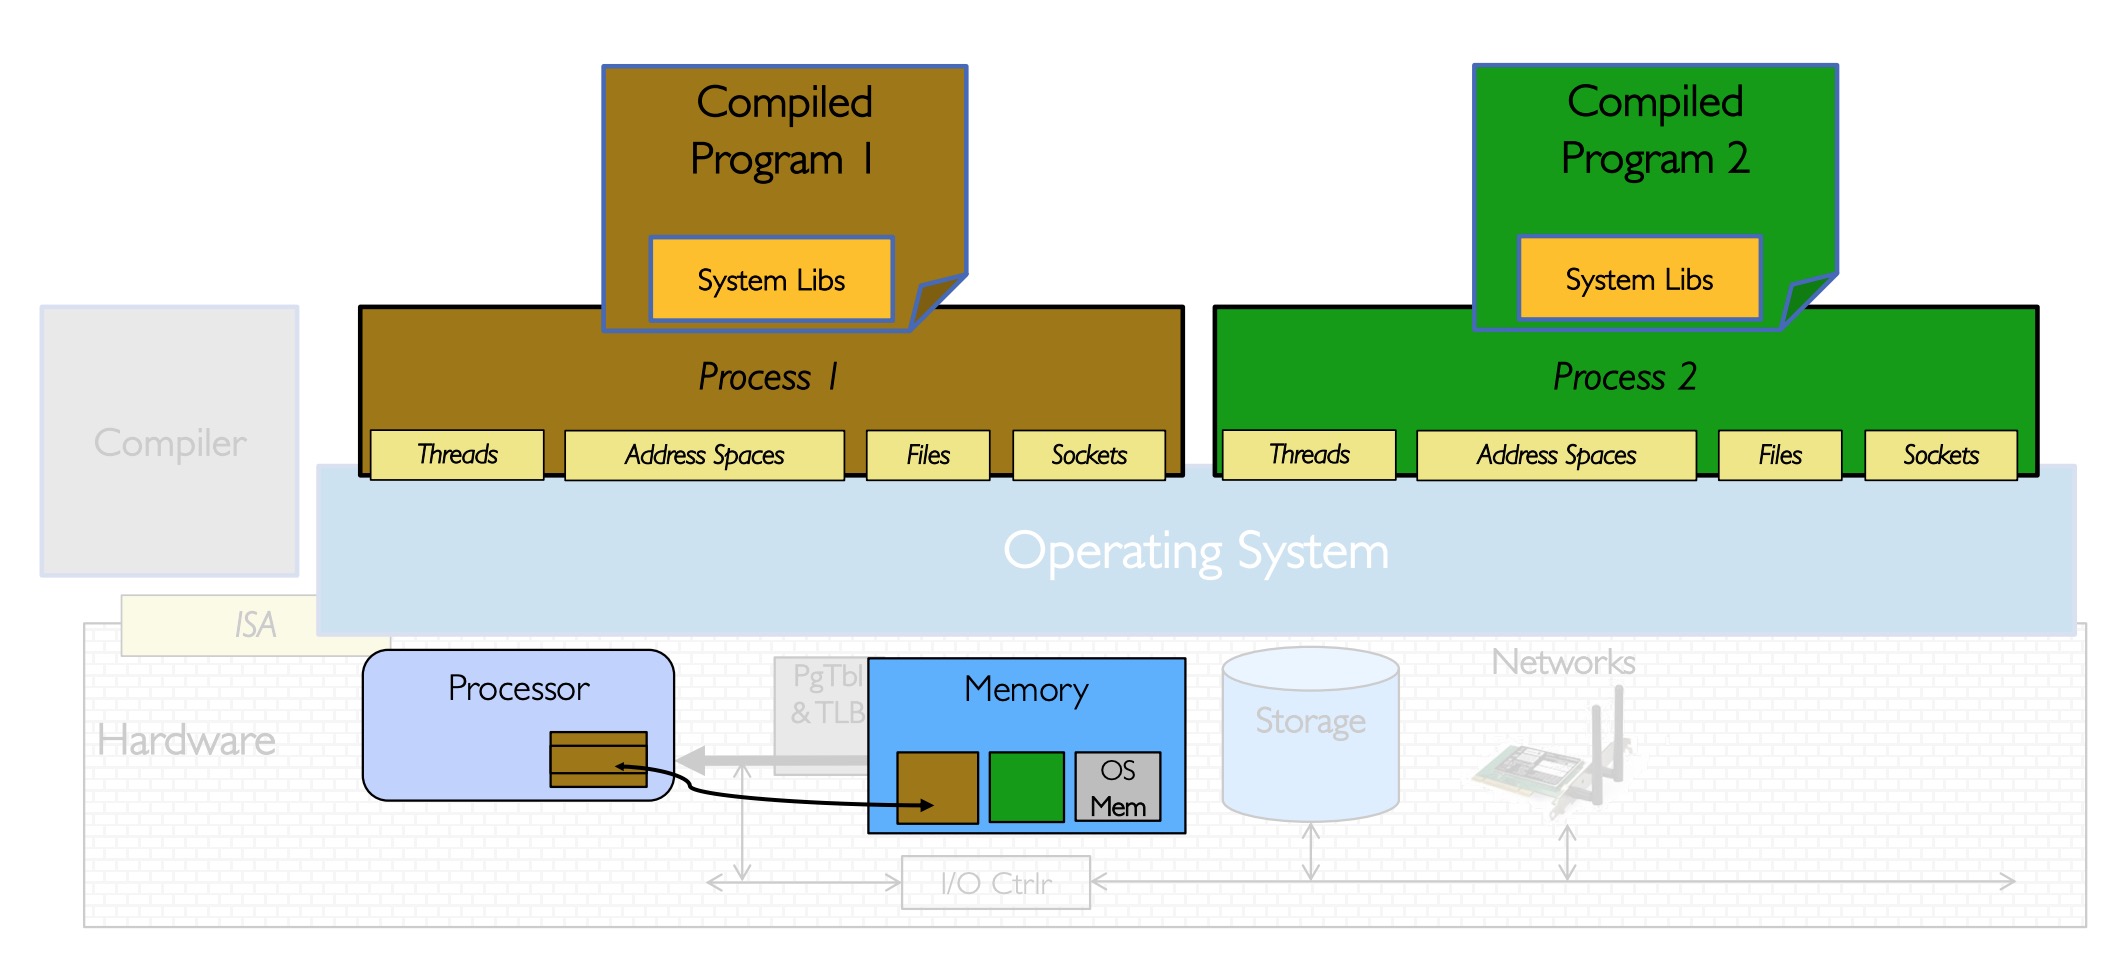 Compiled
Program 1
System Libs
Compiled
Program 2
System Libs
Compiler
Process 1
Threads
Address Spaces
Files
Sockets
Process 2
Threads
Address Spaces
Files
Sockets
Operating System
ISA
Hardware
Processor
PgTbl
& TLB
Memory
OS
Mem
Storage
Networks
I/O Ctrlr